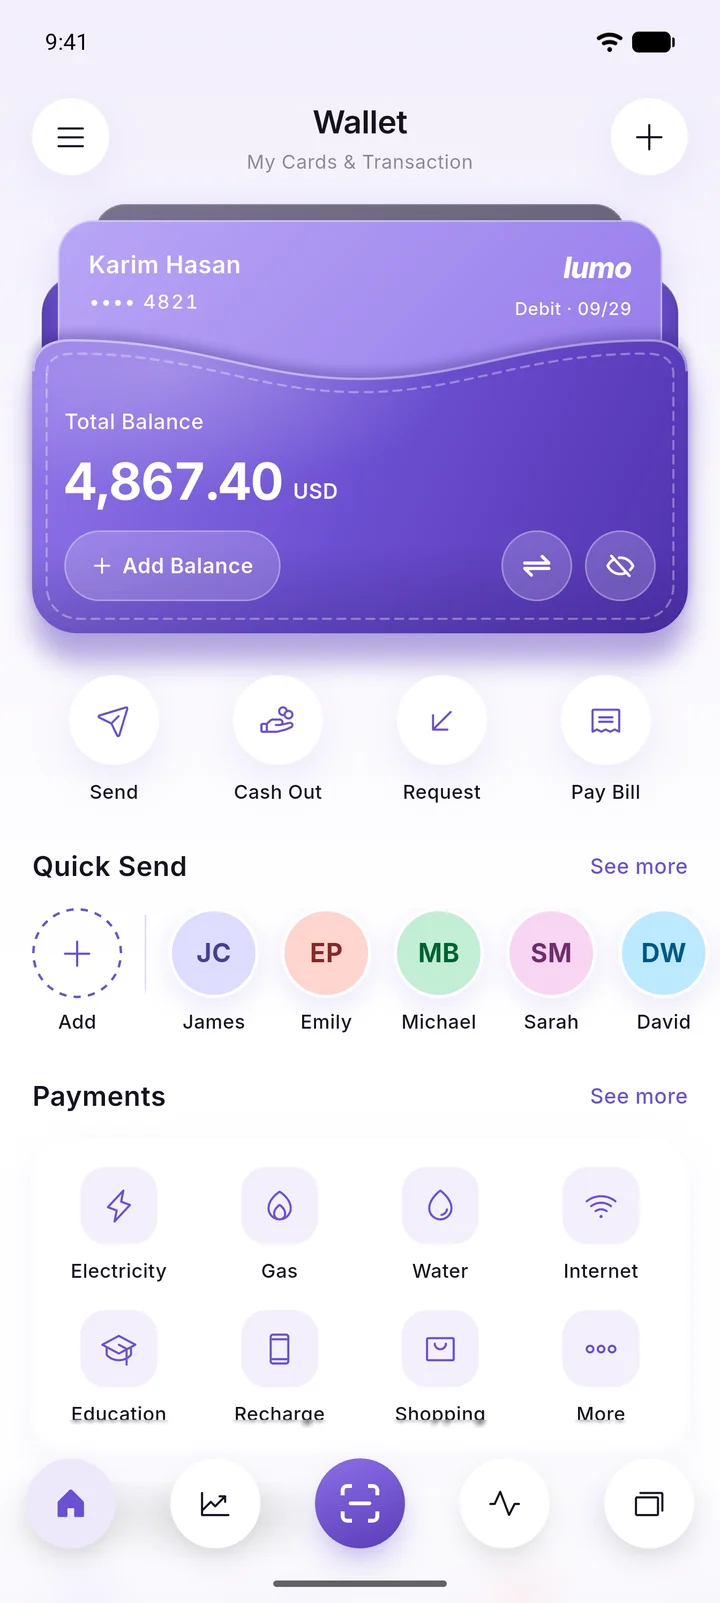 9:41
Wallet
My Cards & Transaction
Karim Hasan
lumo
•••• 4821
Debit · 09/29
Total Balance
4,867.40 USD
+ Add Balance
Send
Cash Out
Request
Pay Bill
Quick Send
See more
JC
EP
MB
SM
DW
Add
James
Emily
Michael
Sarah
David
Payments
See more
Electricity
Gas
Water
Internet
Education
Recharge
Shopping
More